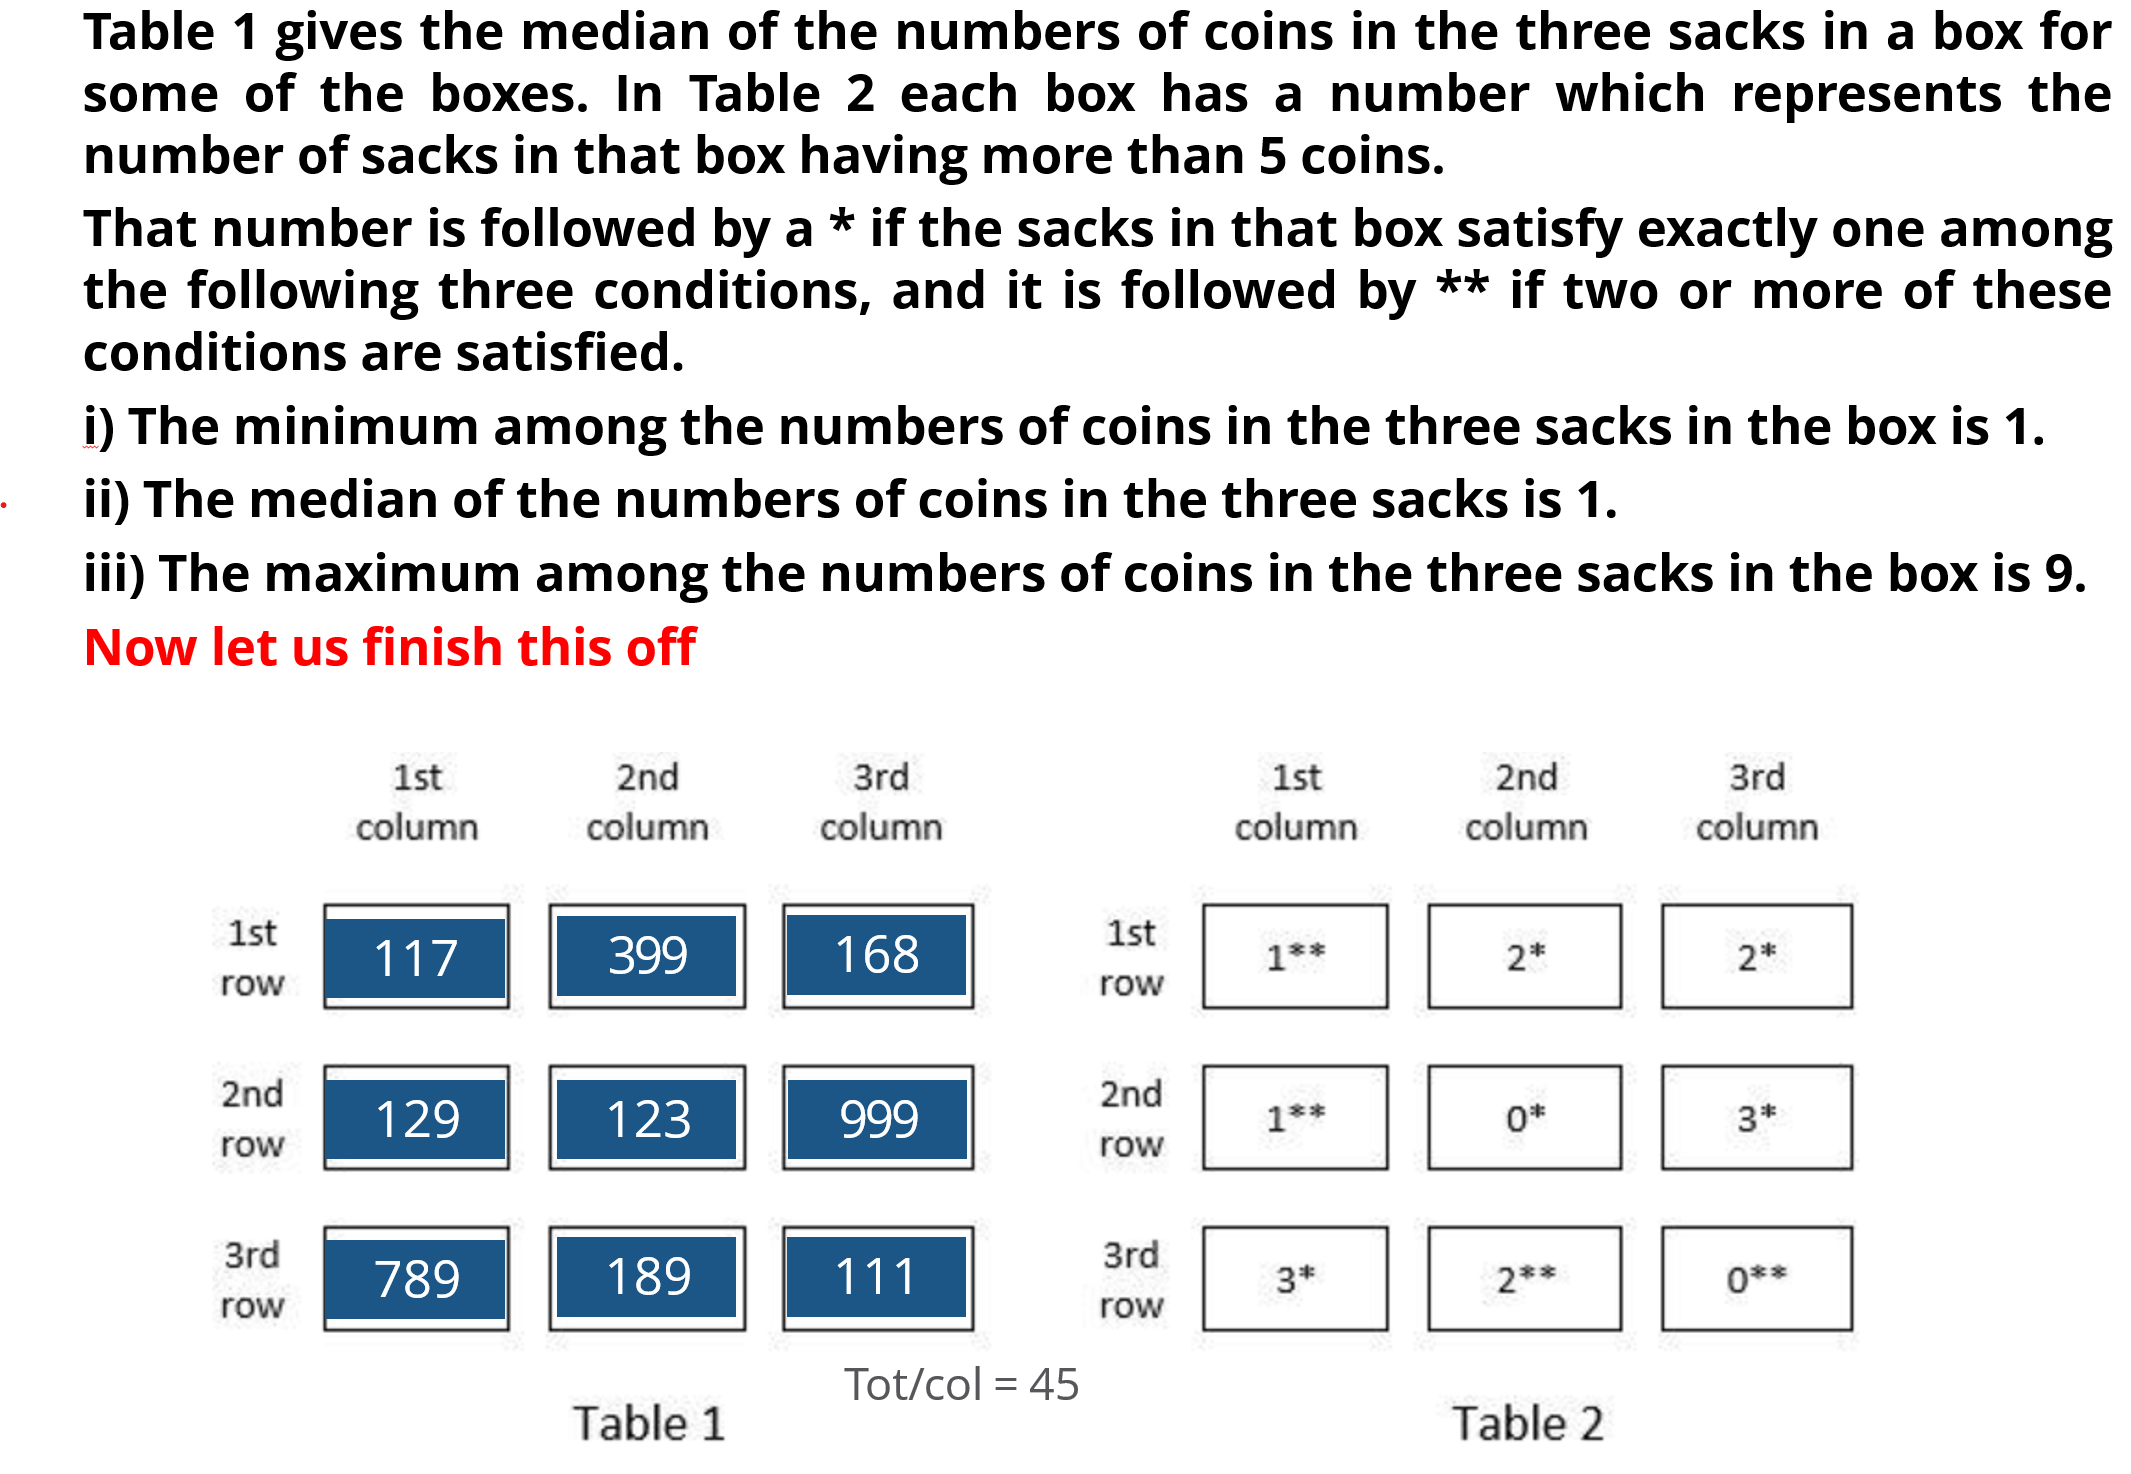 Table 1 gives the median of the numbers of coins in the three sacks in a box for
some of the boxes. In Table 2 each box has a number which represents the
number of sacks in that box having more than 5 coins.
That number is followed by a * if the sacks in that box satisfy exactly one among
the following three conditions, and it is followed by ** if two or more of these
conditions are satisfied.
i) The minimum among the numbers of coins in the three sacks in the box is 1.
ii) The median of the numbers of coins in the three sacks is 1.
iii) The maximum among the numbers of coins in the three sacks in the box is 9.
Now let us finish this off
1st 2nd 3rd
column column column
1st row 117 399 168
2nd row 129 123 999
3rd row 789 189 111
Tot/col = 45
Table 1
1st 2nd 3rd
column column column
1st row 1** 2* 2*
2nd row 1** 0* 3*
3rd row 3* 2** 0**
Table 2